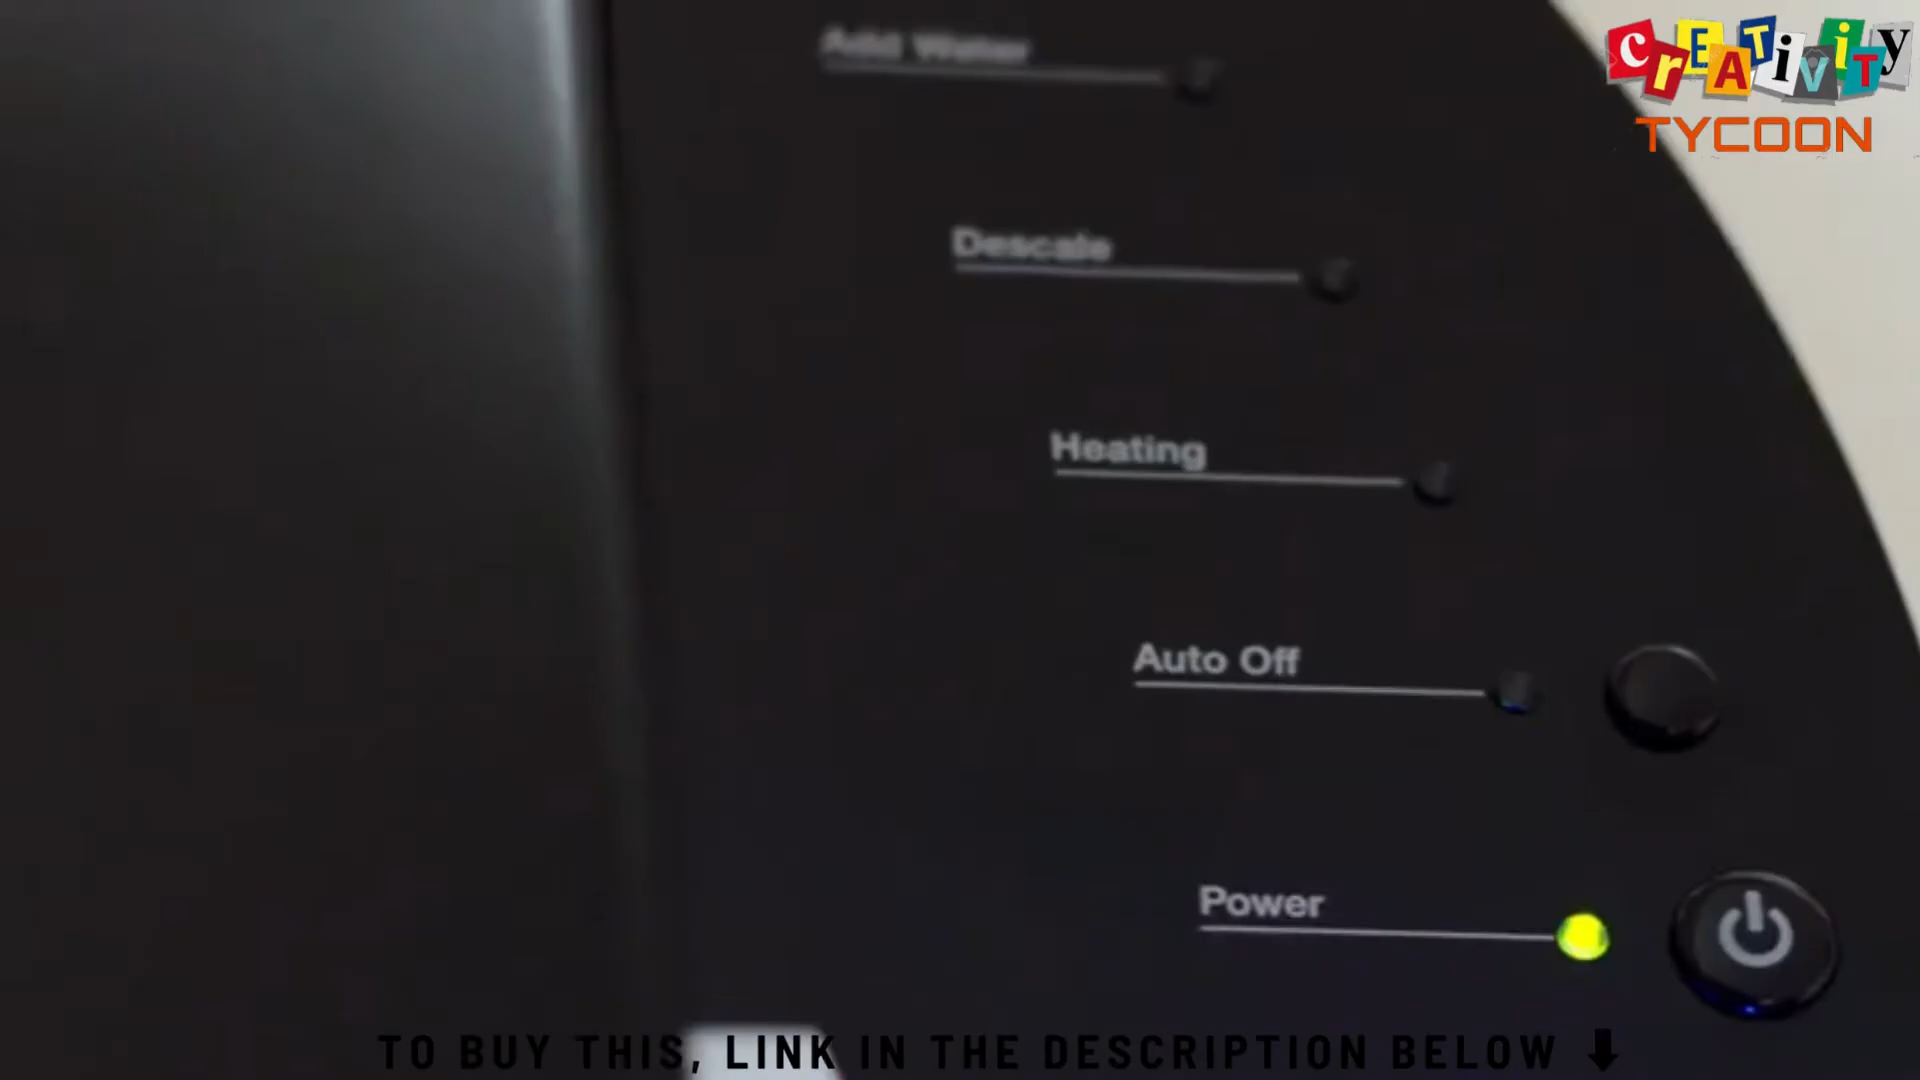 Add Water
CREATiViTy
TYCOON
Descale
Heating
Auto Off
Power
TO BUY THIS, LINK IN THE DESCRIPTION BELOW